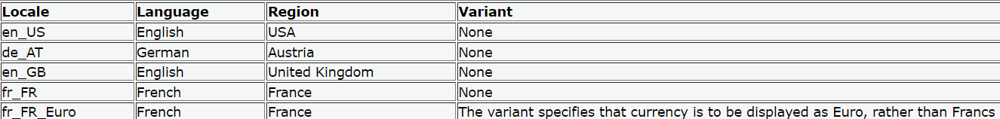 Locale Language Region Variant
en_US English USA None
de_AT German Austria None
en_GB English United Kingdom None
fr_FR French France None
fr_FR_Euro French France The variant specifies that currency is to be displayed as Euro, rather than Francs